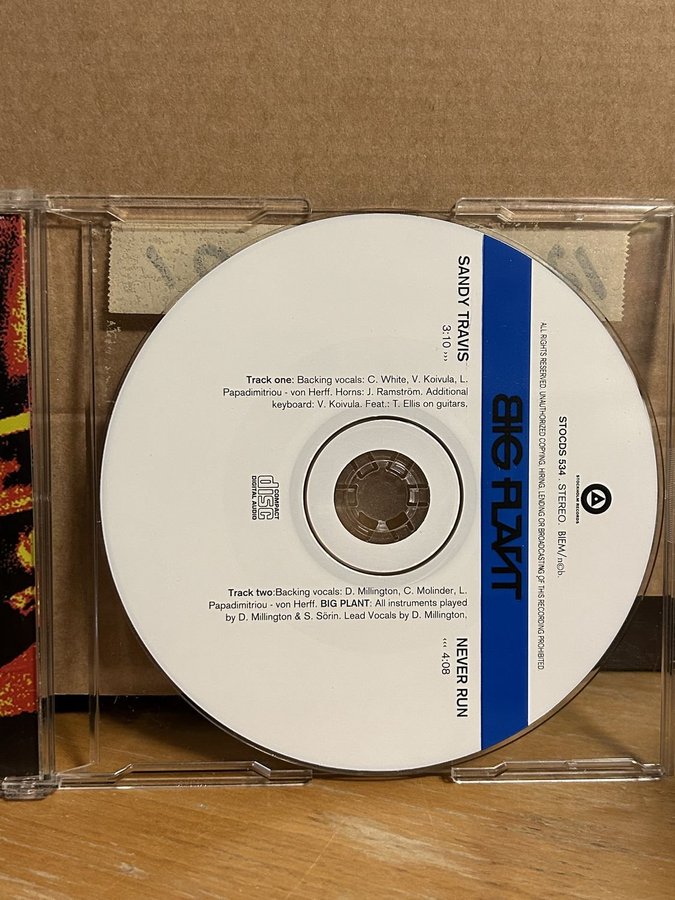 SANDY TRAVIS
3:10 >>>
Track one: Backing vocals: C. White, V. Koivula, L.
Papadimitriou - von Herff. Horns: J. Ramström. Additional
keyboard: V. Koivula. Feat.: T. Ellis on guitars.
COMPACT
disc
DIGITAL AUDIO
Track two:Backing vocals: D. Millington, C. Molinder, L.
Papadimitriou - von Herff. BIG PLANT: All instruments played
by D. Millington & S. Sörin. Lead Vocals by D. Millington.
NEVER RUN
<<< 4:08
BIG PLANT
ALL RIGHTS RESERVED. UNAUTHORIZED COPYING, HIRING, LENDING OR BROADCASTING OF THIS RECORDING PROHIBITED
STOCDS 534 . STEREO. BIEM/n©b.
STOCKHOLM RECORDS